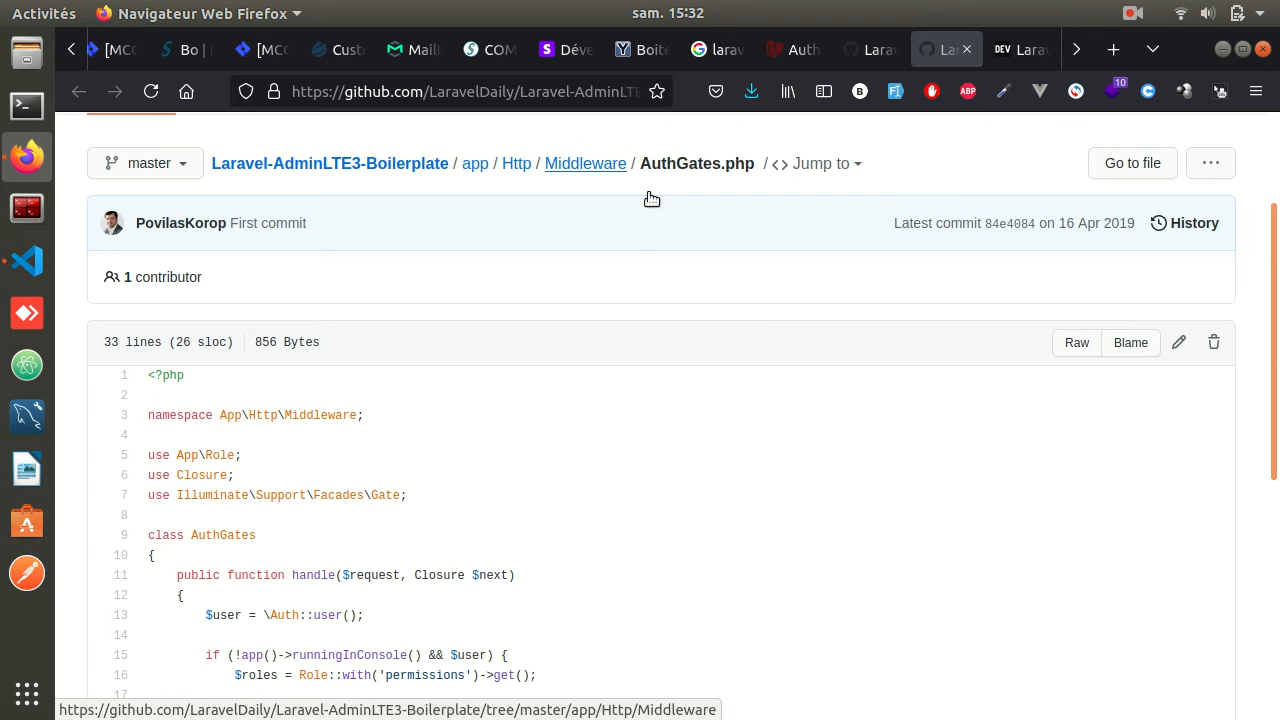 Activités Navigateur Web Firefox sam. 15:32
[MCC Bo | [MCC Cust Mailt COM Déve Boite larav Auth Lara La DEV Lara
https://github.com/LaravelDaily/Laravel-AdminLTE ABP 10
master Laravel-AdminLTE3-Boilerplate / app / Http / Middleware / AuthGates.php / <> Jump to Go to file ...
PovilasKorop First commit Latest commit 84e4084 on 16 Apr 2019 History
1 contributor
33 lines (26 sloc) 856 Bytes Raw Blame
1 <?php
2
3 namespace App\Http\Middleware;
4
5 use App\Role;
6 use Closure;
7 use Illuminate\Support\Facades\Gate;
8
9 class AuthGates
10 {
11 public function handle($request, Closure $next)
12 {
13 $user = \Auth::user();
14
15 if (!app()->runningInConsole() && $user) {
16 $roles = Role::with('permissions')->get();
17
https://github.com/LaravelDaily/Laravel-AdminLTE3-Boilerplate/tree/master/app/Http/Middleware